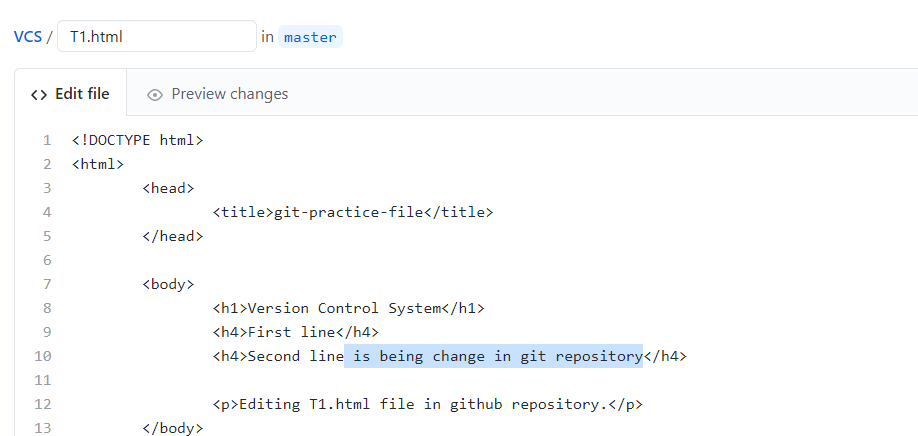 VCS / T1.html in master
<> Edit file Preview changes
1 <!DOCTYPE html>
2 <html>
3 <head>
4 <title>git-practice-file</title>
5 </head>
6
7 <body>
8 <h1>Version Control System</h1>
9 <h4>First line</h4>
10 <h4>Second line is being change in git repository</h4>
11
12 <p>Editing T1.html file in github repository.</p>
13 </body>